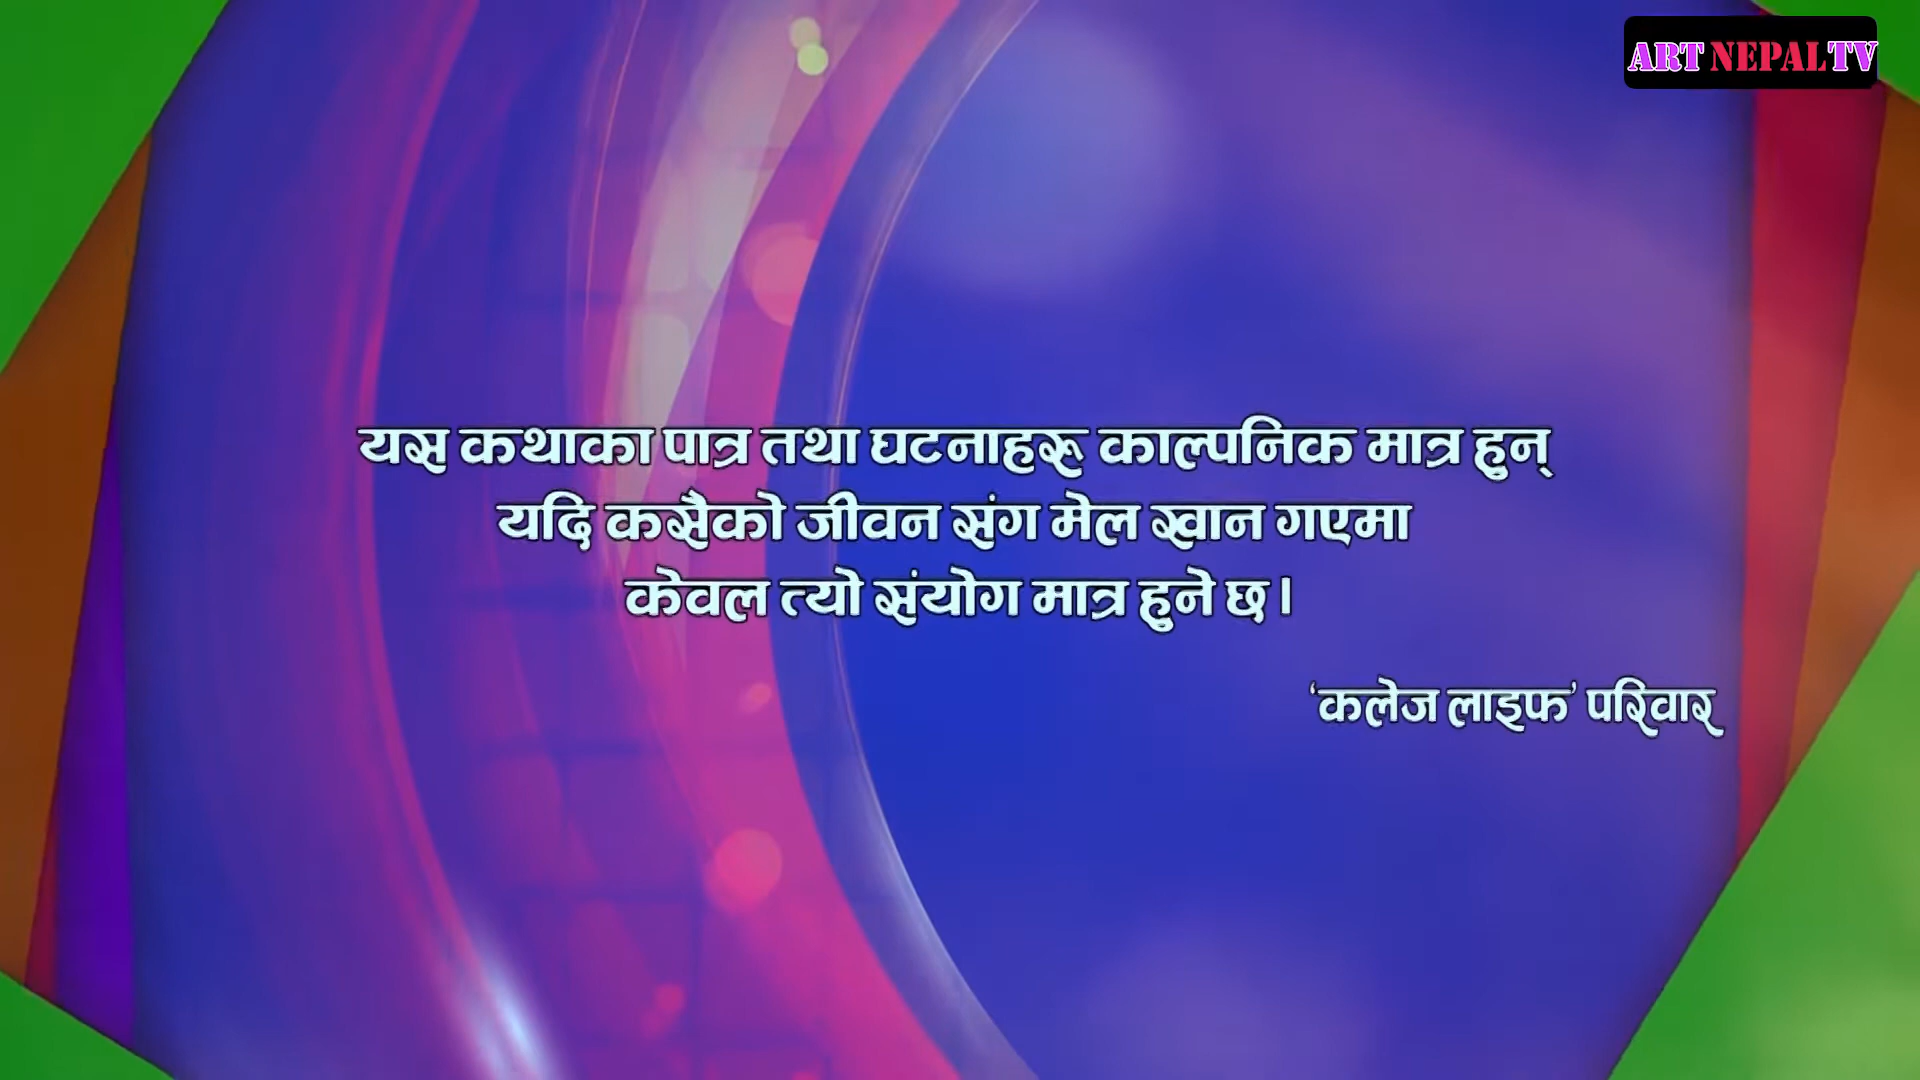 ART NEPAL TV
यस कथाका पात्र तथा घटनाहरू काल्पनिक मात्र हुन्
यदि कसैको जीवन संग मेल खान गएमा
केवल त्यो संयोग मात्र हुने छ।
'कलेज लाइफ' परिवार